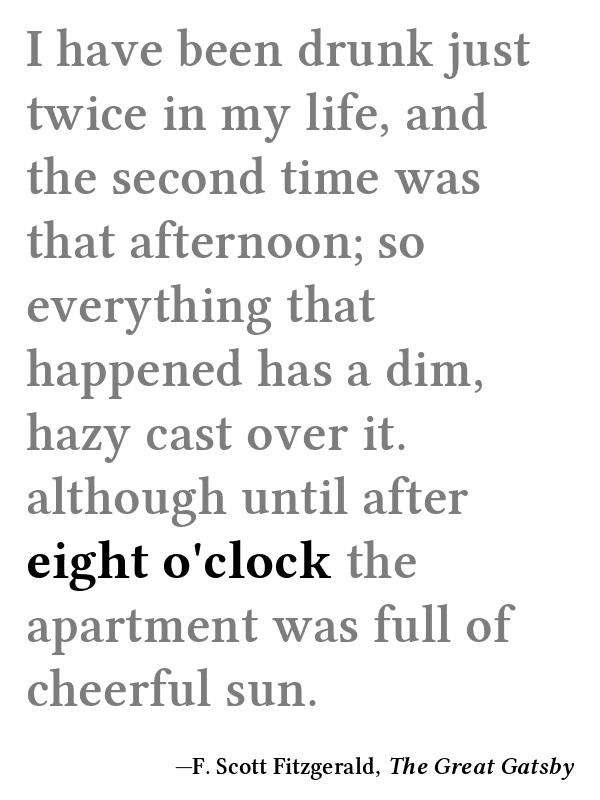 I have been drunk just
twice in my life, and
the second time was
that afternoon; so
everything that
happened has a dim,
hazy cast over it.
although until after
eight o'clock the
apartment was full of
cheerful sun.
—F. Scott Fitzgerald, The Great Gatsby